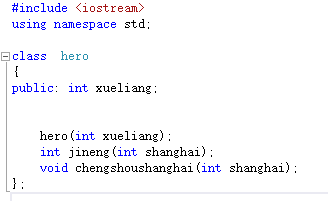 #include <iostream>
using namespace std;
class hero
{
public: int xueliang;
hero(int xueliang);
int jineng(int shanghai);
void chengshoushanghai(int shanghai);
};